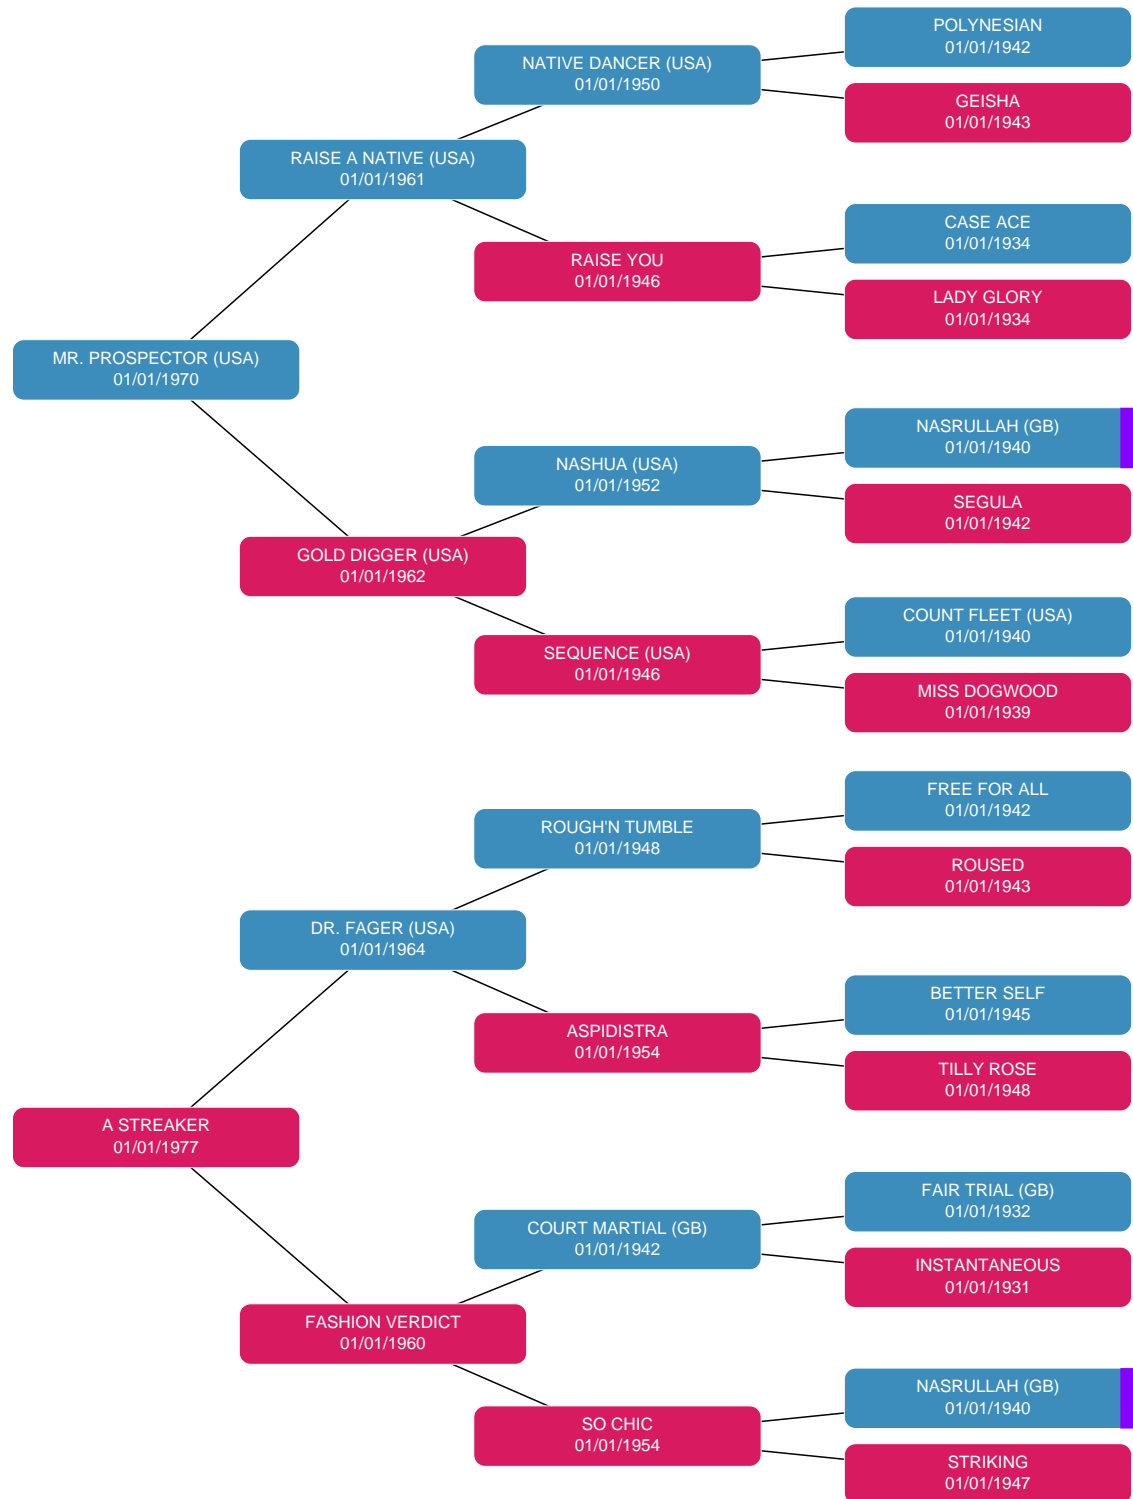 POLYNESIAN
01/01/1942
NATIVE DANCER (USA)
01/01/1950
GEISHA
01/01/1943
RAISE A NATIVE (USA)
01/01/1961
CASE ACE
01/01/1934
RAISE YOU
01/01/1946
LADY GLORY
01/01/1934
MR. PROSPECTOR (USA)
01/01/1970
NASRULLAH (GB)
01/01/1940
NASHUA (USA)
01/01/1952
SEGULA
01/01/1942
GOLD DIGGER (USA)
01/01/1962
COUNT FLEET (USA)
01/01/1940
SEQUENCE (USA)
01/01/1946
MISS DOGWOOD
01/01/1939
FREE FOR ALL
01/01/1942
ROUGH'N TUMBLE
01/01/1948
ROUSED
01/01/1943
DR. FAGER (USA)
01/01/1964
BETTER SELF
01/01/1945
ASPIDISTRA
01/01/1954
TILLY ROSE
01/01/1948
A STREAKER
01/01/1977
FAIR TRIAL (GB)
01/01/1932
COURT MARTIAL (GB)
01/01/1942
INSTANTANEOUS
01/01/1931
FASHION VERDICT
01/01/1960
NASRULLAH (GB)
01/01/1940
SO CHIC
01/01/1954
STRIKING
01/01/1947